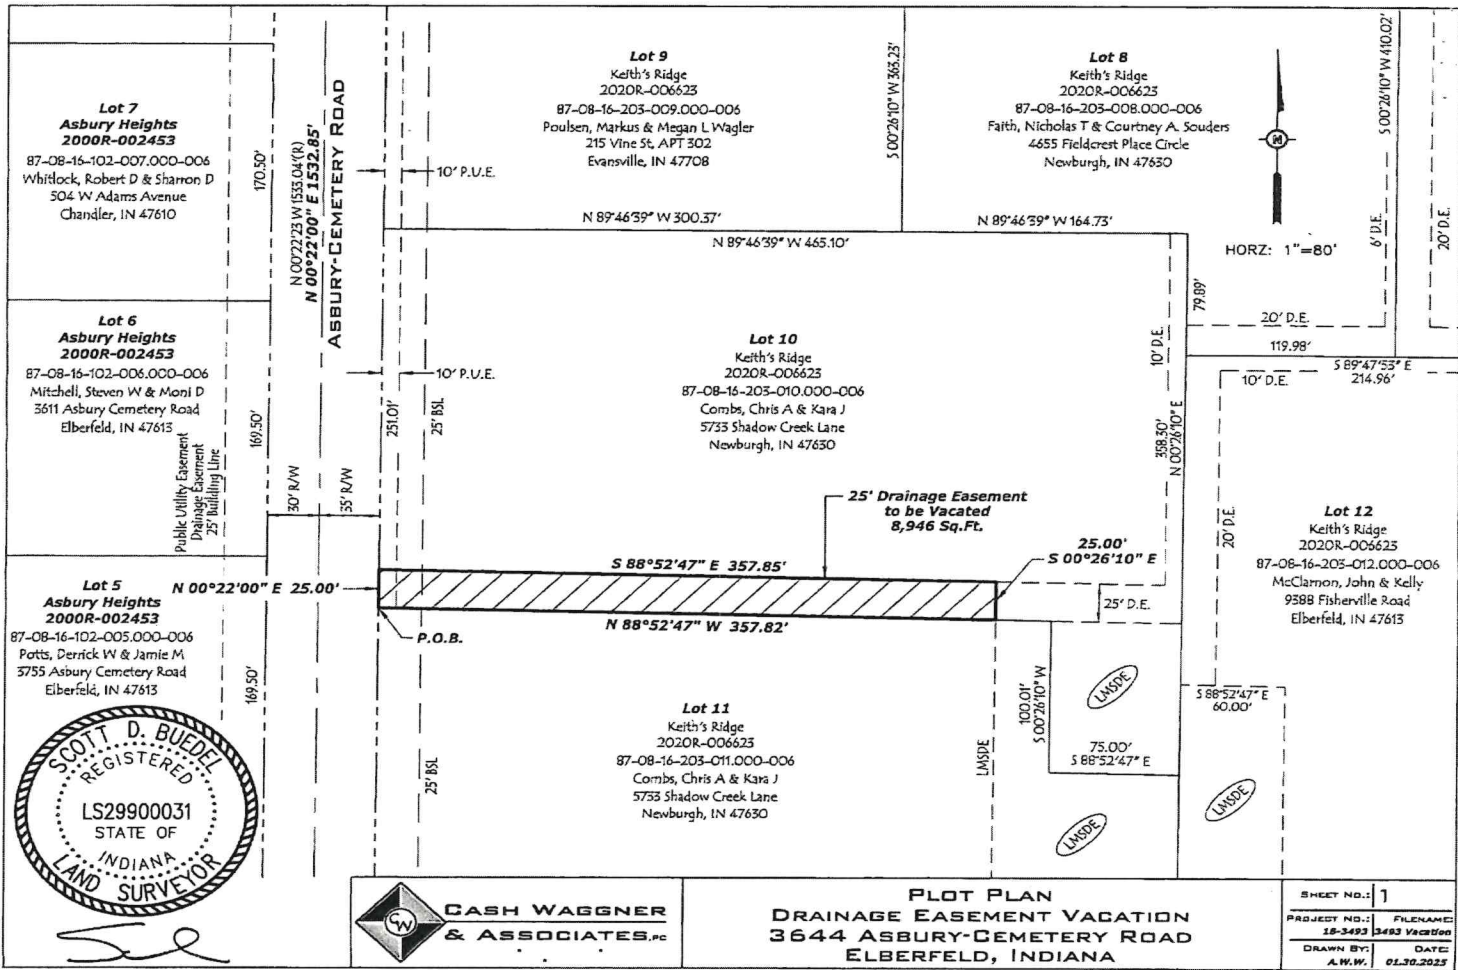 Lot 7
Asbury Heights
2000R-002453
87-08-16-102-007.000-006
Whitlock, Robert D & Sharron D
504 W Adams Avenue
Chandler, IN 47610
170.50'
N 00°22'23 W 1533.04'(R)
N 00°22'00" E 1532.85'
ASBURY-CEMETERY ROAD
10' P.U.E.
Lot 9
Keith's Ridge
2020R-006623
87-08-16-203-009.000-006
Poulsen, Markus & Megan L Wagler
215 Vine St, APT 302
Evansville, IN 47708
N 89°46'39" W 300.37'
S 00°26'10" W 363.23'
Lot 8
Keith's Ridge
2020R-006623
87-08-16-203-008.000-006
Faith, Nicholas T & Courtney A. Souders
4655 Fieldcrest Place Circle
Newburgh, IN 47630
N 89°46'39" W 164.73'
N
HORZ: 1"=80'
S 00°26'10" W 410.02'
6' D.E.
20' D.E.
N 89°46'39" W 465.10'
79.89'
20' D.E.
119.98'
S 89°47'53" E
214.96'
10' D.E.
Lot 6
Asbury Heights
2000R-002453
87-08-16-102-006.000-006
Mitchell, Steven W & Moni D
3611 Asbury Cemetery Road
Elberfeld, IN 47613
169.50'
Public Utility Easement
Drainage Easement
25' Building Line
30' R/W
35' R/W
10' P.U.E.
251.01'
25' BSL
Lot 10
Keith's Ridge
2020R-006623
87-08-16-203-010.000-006
Combs, Chris A & Kara J
5733 Shadow Creek Lane
Newburgh, IN 47630
10' D.E.
358.30'
N 00°26'10" E
20' D.E.
25' Drainage Easement
to be Vacated
8,946 Sq.Ft.
25.00'
S 00°26'10" E
Lot 12
Keith's Ridge
2020R-006623
87-08-16-203-012.000-006
McClarnon, John & Kelly
9388 Fisherville Road
Elberfeld, IN 47613
Lot 5
Asbury Heights
2000R-002453
87-08-16-102-005.000-006
Potts, Derrick W & Jamie M
3755 Asbury Cemetery Road
Elberfeld, IN 47613
169.50'
N 00°22'00" E 25.00'
S 88°52'47" E 357.85'
N 88°52'47" W 357.82'
P.O.B.
25' D.E.
25' BSL
Lot 11
Keith's Ridge
2020R-006623
87-08-16-203-011.000-006
Combs, Chris A & Kara J
5733 Shadow Creek Lane
Newburgh, IN 47630
LMSDE
100.01'
S 00°26'10" W
LMSDE
75.00'
S 88°52'47" E
LMSDE
S 88°52'47" E
60.00'
LMSDE
SCOTT D. BUEDEL
REGISTERED
LS29900031
STATE OF
INDIANA
LAND SURVEYOR
CW
CASH WAGGNER
& ASSOCIATES, PC
PLOT PLAN
DRAINAGE EASEMENT VACATION
3644 ASBURY-CEMETERY ROAD
ELBERFELD, INDIANA
SHEET NO.: 1
PROJECT NO.: FILENAME:
18-3493 3493 Vacation
DRAWN BY: DATE:
A.W.W. 01.30.2025